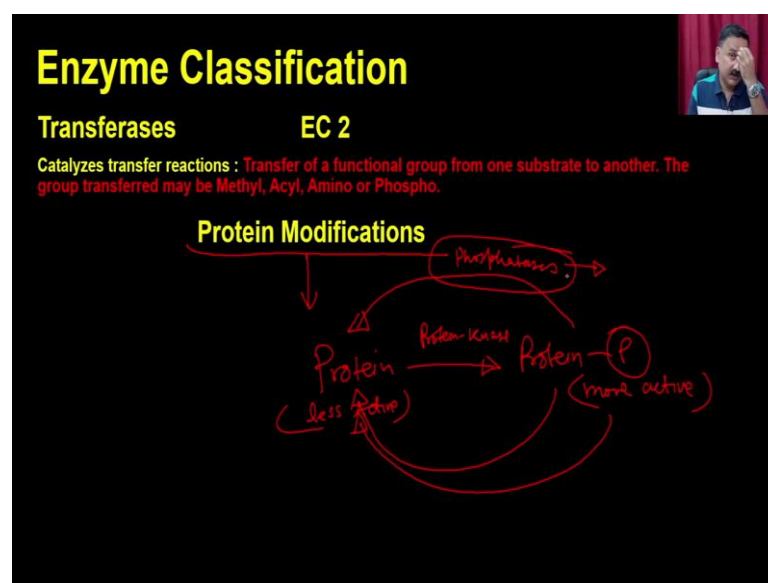 Enzyme Classification
Transferases EC 2
Catalyzes transfer reactions : Transfer of a functional group from one substrate to another. The
group transferred may be Methyl, Acyl, Amino or Phospho.
Protein Modifications
Phosphatases
Protein Protein-Kinase Protein-P
(less active) (more active)